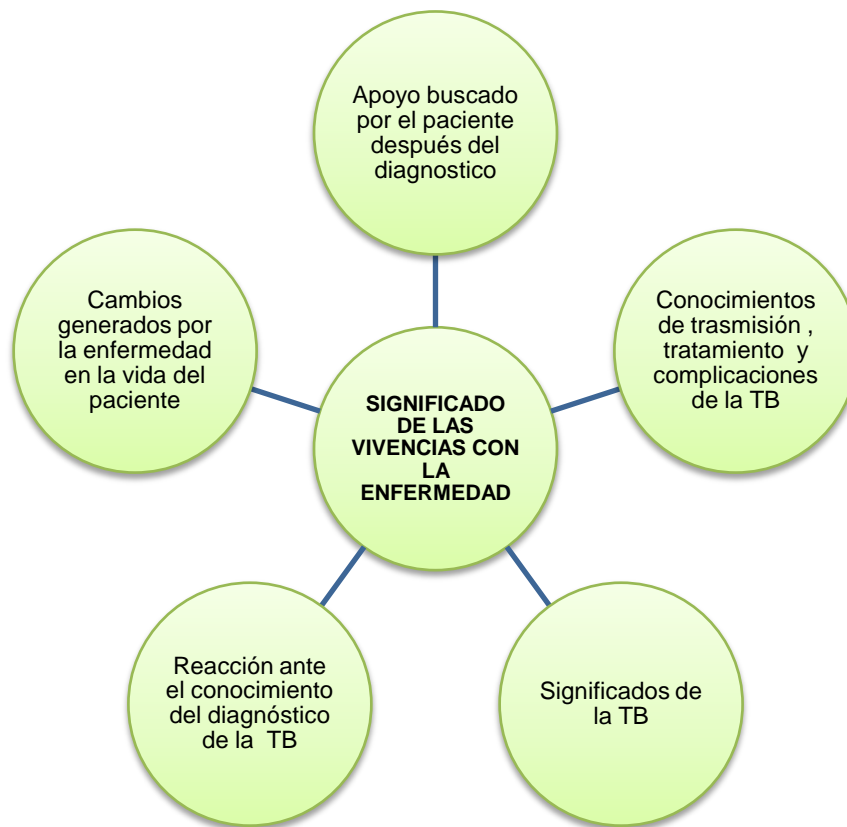 Apoyo buscado
por el paciente
después del
diagnostico
Cambios
generados por
la enfermedad
en la vida del
paciente
Conocimientos
de trasmisión ,
tratamiento y
complicaciones
de la TB
SIGNIFICADO
DE LAS
VIVENCIAS CON
LA
ENFERMEDAD
Reacción ante
el conocimiento
del diagnóstico
de la TB
Significados de
la TB